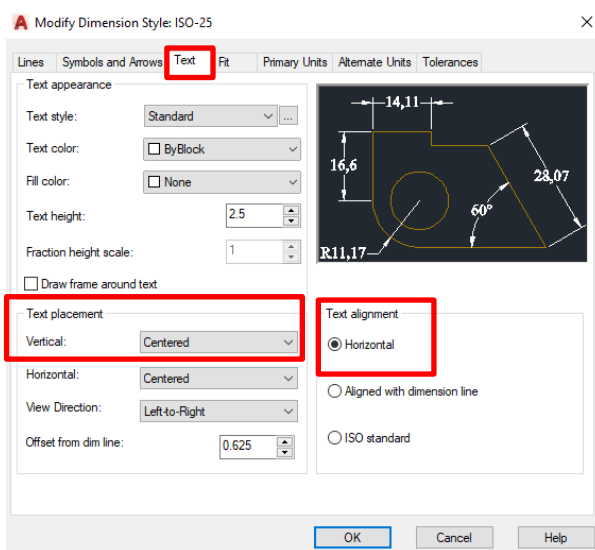 Modify Dimension Style: ISO-25
Lines Symbols and Arrows Text Fit Primary Units Alternate Units Tolerances
Text appearance
Text style: Standard ...
Text color: ByBlock
Fill color: None
Text height: 2.5
Fraction height scale: 1
Draw frame around text
14,11
16,6
28,07
60°
R11,17
Text placement
Vertical: Centered
Horizontal: Centered
View Direction: Left-to-Right
Offset from dim line: 0.625
Text alignment
Horizontal
Aligned with dimension line
ISO standard
OK Cancel Help